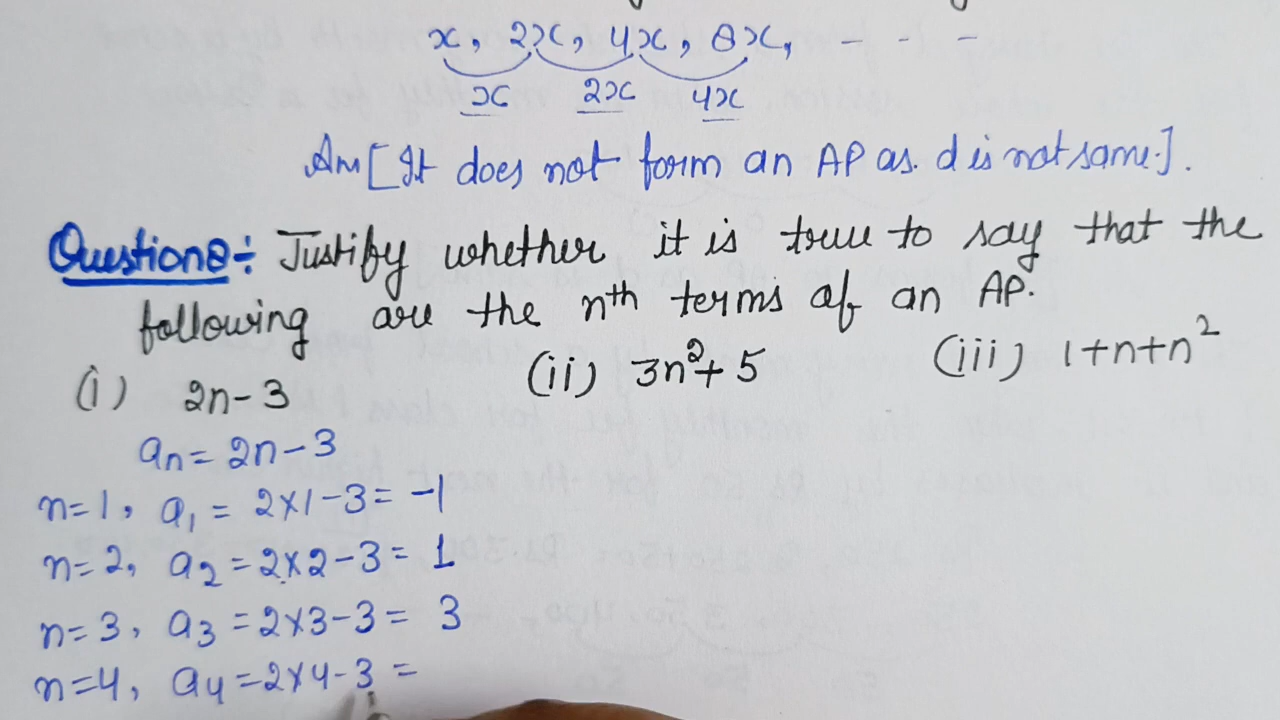 x, 2x, 4x, 8x, - - -
x 2x 4x
Ans [It does not form an AP as d is not same.].
Question8÷ Justify whether it is true to say that the
following are the nth terms of an AP.
(i) 2n-3 (ii) 3n²+5 (iii) 1+n+n²
an = 2n-3
n=1, a₁ = 2×1-3 = -1
n=2, a₂ = 2×2-3 = 1
n=3, a₃ = 2×3-3 = 3
n=4, a₄ = 2×4-3 =